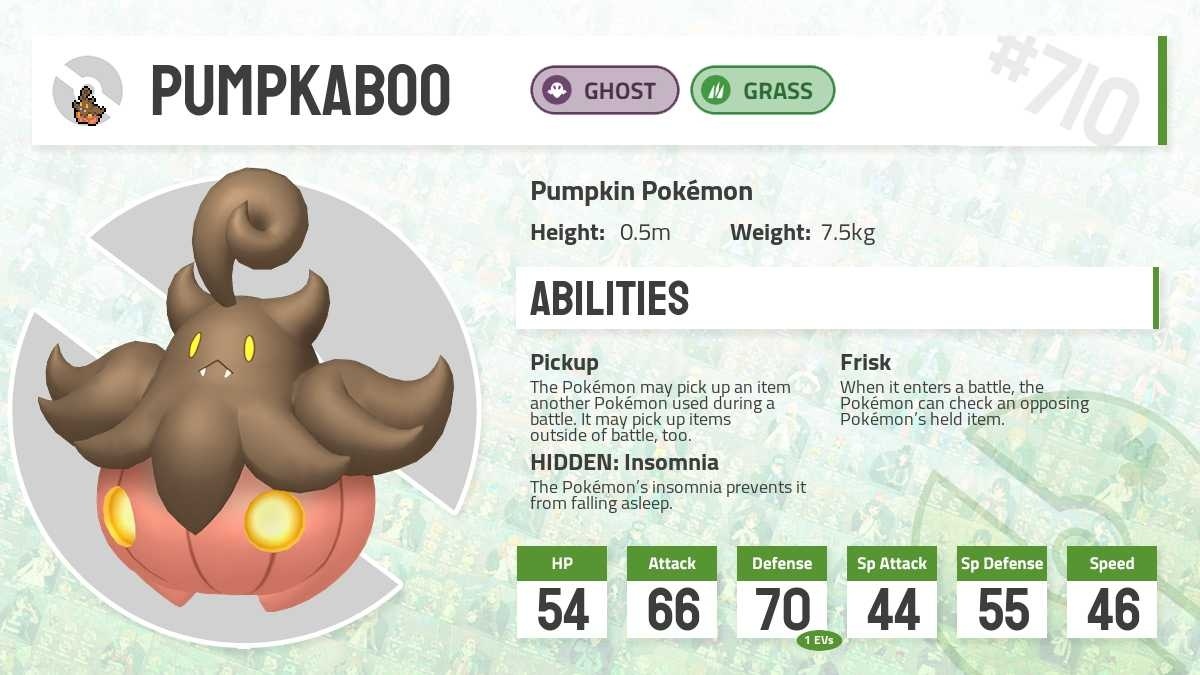 PUMPKABOO
GHOST
GRASS
#710
Pumpkin Pokémon
Height: 0.5m Weight: 7.5kg
ABILITIES
Pickup
The Pokémon may pick up an item
another Pokémon used during a
battle. It may pick up items
outside of battle, too.
Frisk
When it enters a battle, the
Pokémon can check an opposing
Pokémon's held item.
HIDDEN: Insomnia
The Pokémon's insomnia prevents it
from falling asleep.
HP
54
Attack
66
Defense
70
1 EVs
Sp Attack
44
Sp Defense
55
Speed
46